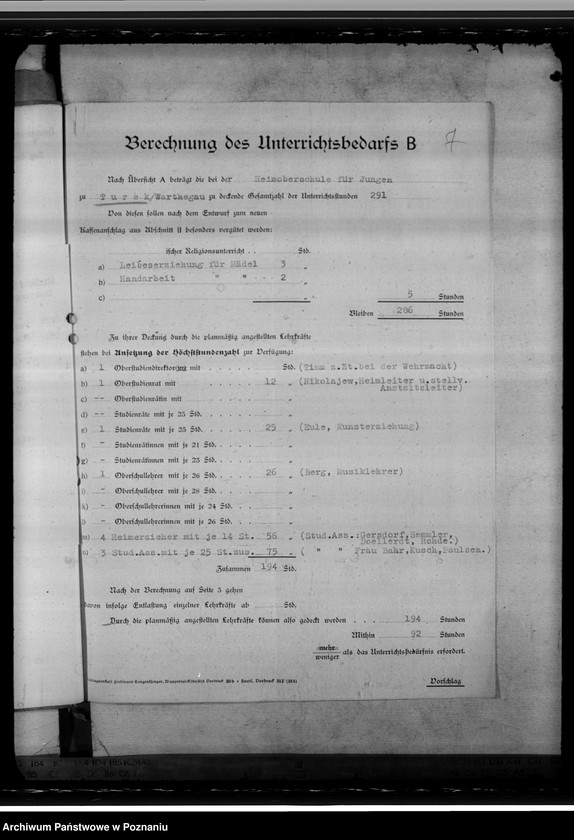 Berechnung des Unterrichtsbedarfs B 7
Nach Übersicht A beträgt die bei der Heimoberschule für Jungen
zu Turek/Warthegau zu deckende Gesamtzahl der Unterrichtsstunden 291
Von diesen sollen nach dem Entwurf zum neuen
Kassenanschlag aus Abschnitt II besonders vergütet werden:
ischer Religionsunterricht . . Std.
a) Leibeserziehung für Mädel 3 "
b) Handarbeit " " 2 "
c) "
5 Stunden
Bleiben 286 Stunden
Zu ihrer Deckung durch die planmäßig angestellten Lehrkräfte
stehen bei Ansetzung der Höchststundenzahl zur Verfügung:
a) 1 Oberstudiendirektor mit Std. (Timm z.Zt.bei der Wehrmacht)
b) 1 Oberstudienrat mit 12 " (Nikolajew,Heimleiter u.stellv.
Anstaltsleiter)
c) -- Oberstudienrätin mit "
d) -- Studienräte mit je 23 Std. "
e) 1 Studienräte mit je 25 Std. 25 " (Eule, Kunsterziehung)
f) - Studienrätinnen mit je 21 Std. "
g) - Studienrätinnen mit je 23 Std. "
h) 1 Oberschullehrer mit je 26 Std. 26 " (Berg, Musiklehrer)
i) - Oberschullehrer mit je 28 Std. "
k) - Oberschullehrerinnen mit je 24 Std. "
l) - Oberschullehrerinnen mit je 26 Std. "
m) 4 Heimerzieher mit je 14 St. 56 " (Stud.Ass.:Gersdorf,Semmler,
Doellerdt, Rohde.)
n) 3 Stud.Ass.mit je 25 St.zus. 75 " ( " " Frau Bahr,Kusch,Paulsen.)
Zusammen 194 Std.
Nach der Berechnung auf Seite 3 gehen
davon infolge Entlastung einzelner Lehrkräfte ab Std.
Durch die planmäßig angestellten Lehrkräfte können also gedeckt werden . . . 194 Stunden
Mithin 92 Stunden
mehr
weniger als das Unterrichtsbedürfnis erfordert.
Vorschlag
Archiwum Państwowe w Poznaniu